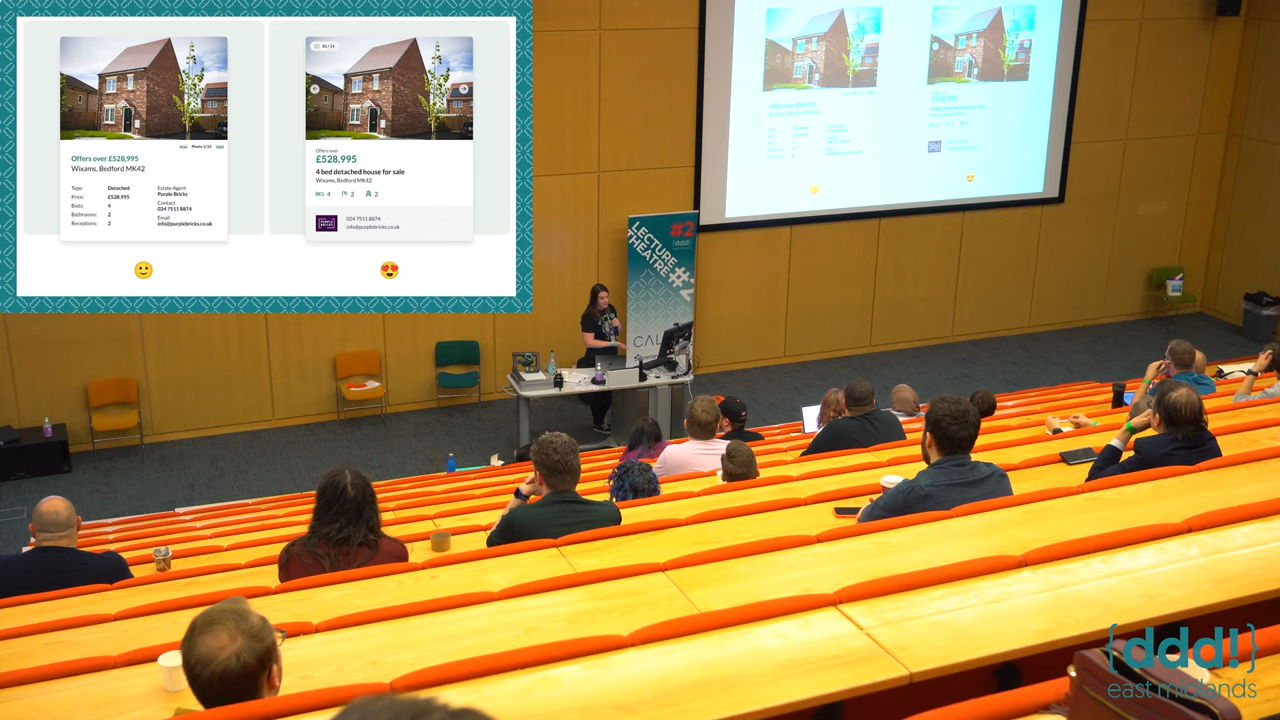 Photo 1/14
Offers over £528,995
Wixams, Bedford MK42
Type: Detached
Price: £528,995
Beds: 4
Bathrooms: 2
Receptions: 2
Estate Agent
Purple Bricks
Contact
024 7511 8874
Email
info@purplebricks.co.uk
01 / 14
Offers over
£528,995
4 bed detached house for sale
Wixams, Bedford MK42
4 2 2
PURPLE
BRICKS
024 7511 8874
info@purplebricks.co.uk
#2
{ddd!}
LECTURE
THEATRE
#2
{ddd!}
east midlands